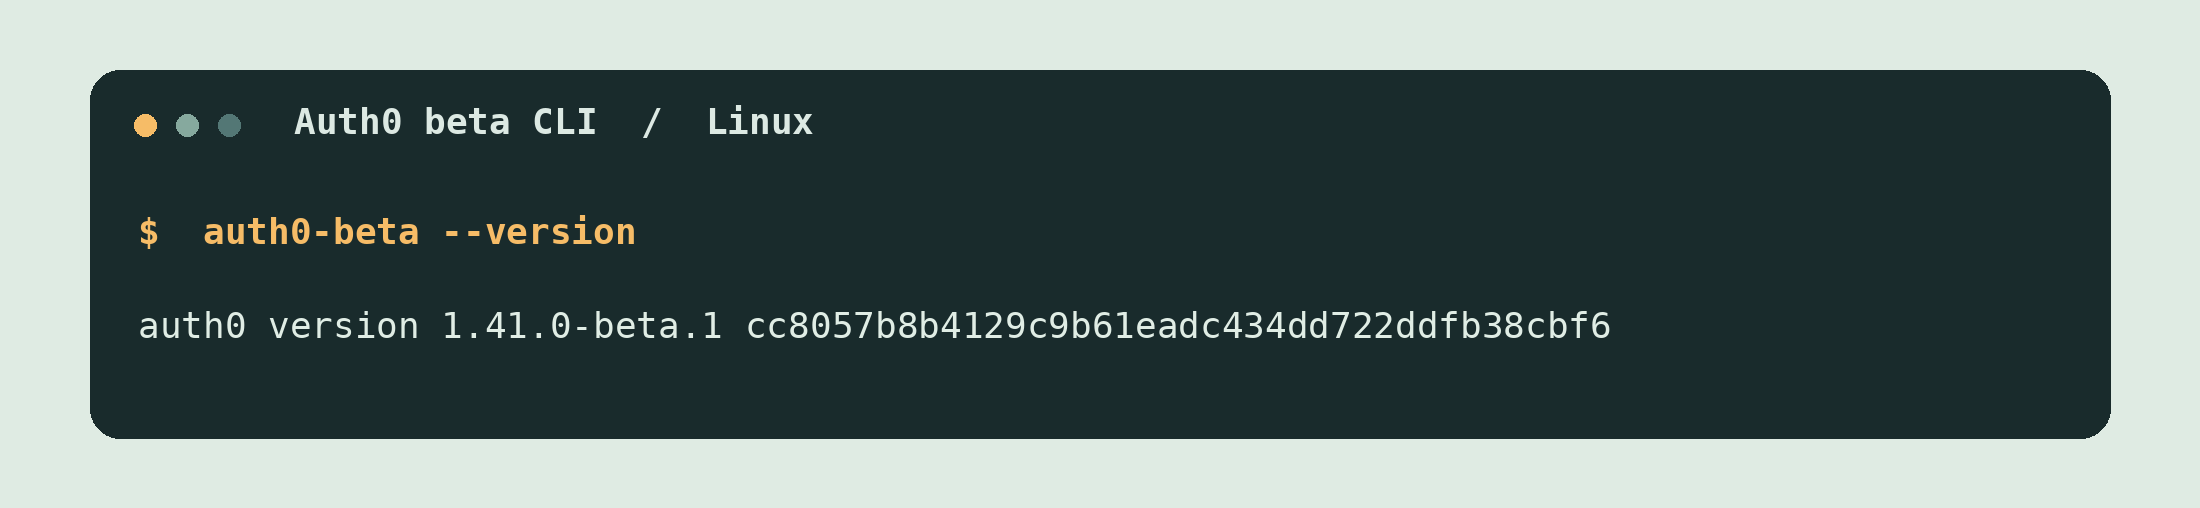 Auth0 beta CLI / Linux
$ auth0-beta --version
auth0 version 1.41.0-beta.1 cc8057b8b4129c9b61eadc434dd722ddfb38cbf6